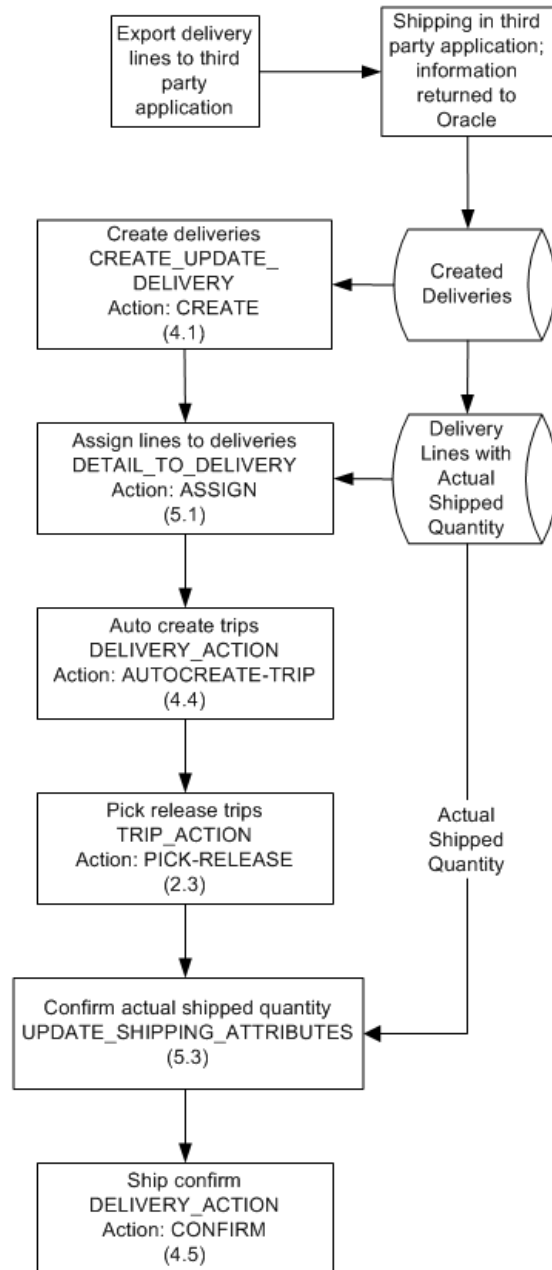 Export delivery
lines to third
party
application
Shipping in third
party application;
information
returned to
Oracle
Create deliveries
CREATE_UPDATE_
DELIVERY
Action: CREATE
(4.1)
Created
Deliveries
Assign lines to deliveries
DETAIL_TO_DELIVERY
Action: ASSIGN
(5.1)
Delivery
Lines with
Actual
Shipped
Quantity
Auto create trips
DELIVERY_ACTION
Action: AUTOCREATE-TRIP
(4.4)
Pick release trips
TRIP_ACTION
Action: PICK-RELEASE
(2.3)
Actual
Shipped
Quantity
Confirm actual shipped quantity
UPDATE_SHIPPING_ATTRIBUTES
(5.3)
Ship confirm
DELIVERY_ACTION
Action: CONFIRM
(4.5)